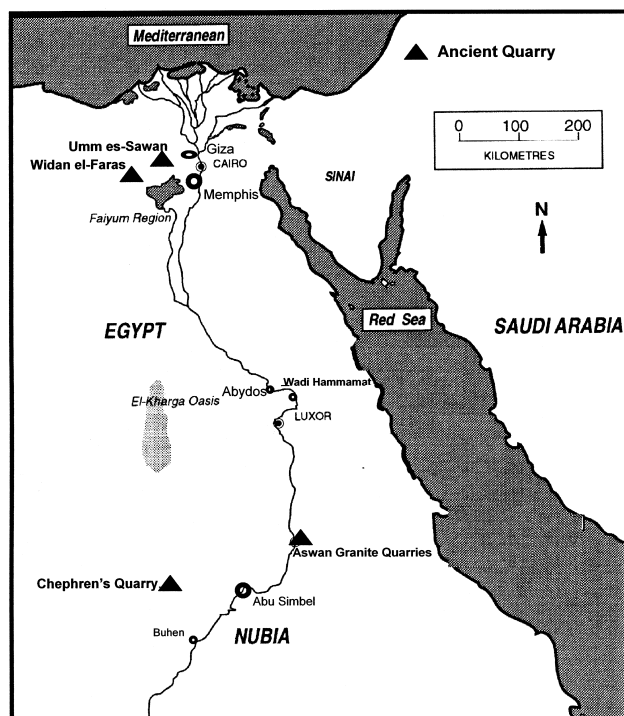 Mediterranean
Ancient Quarry
0 100 200
KILOMETRES
Umm es-Sawan
Giza
CAIRO
Widan el-Faras
SINAI
Memphis
Faiyum Region
N
Red Sea
EGYPT
SAUDI ARABIA
Wadi Hammamat
Abydos
El-Kharga Oasis
LUXOR
Aswan Granite Quarries
Chephren's Quarry
Abu Simbel
Buhen
NUBIA